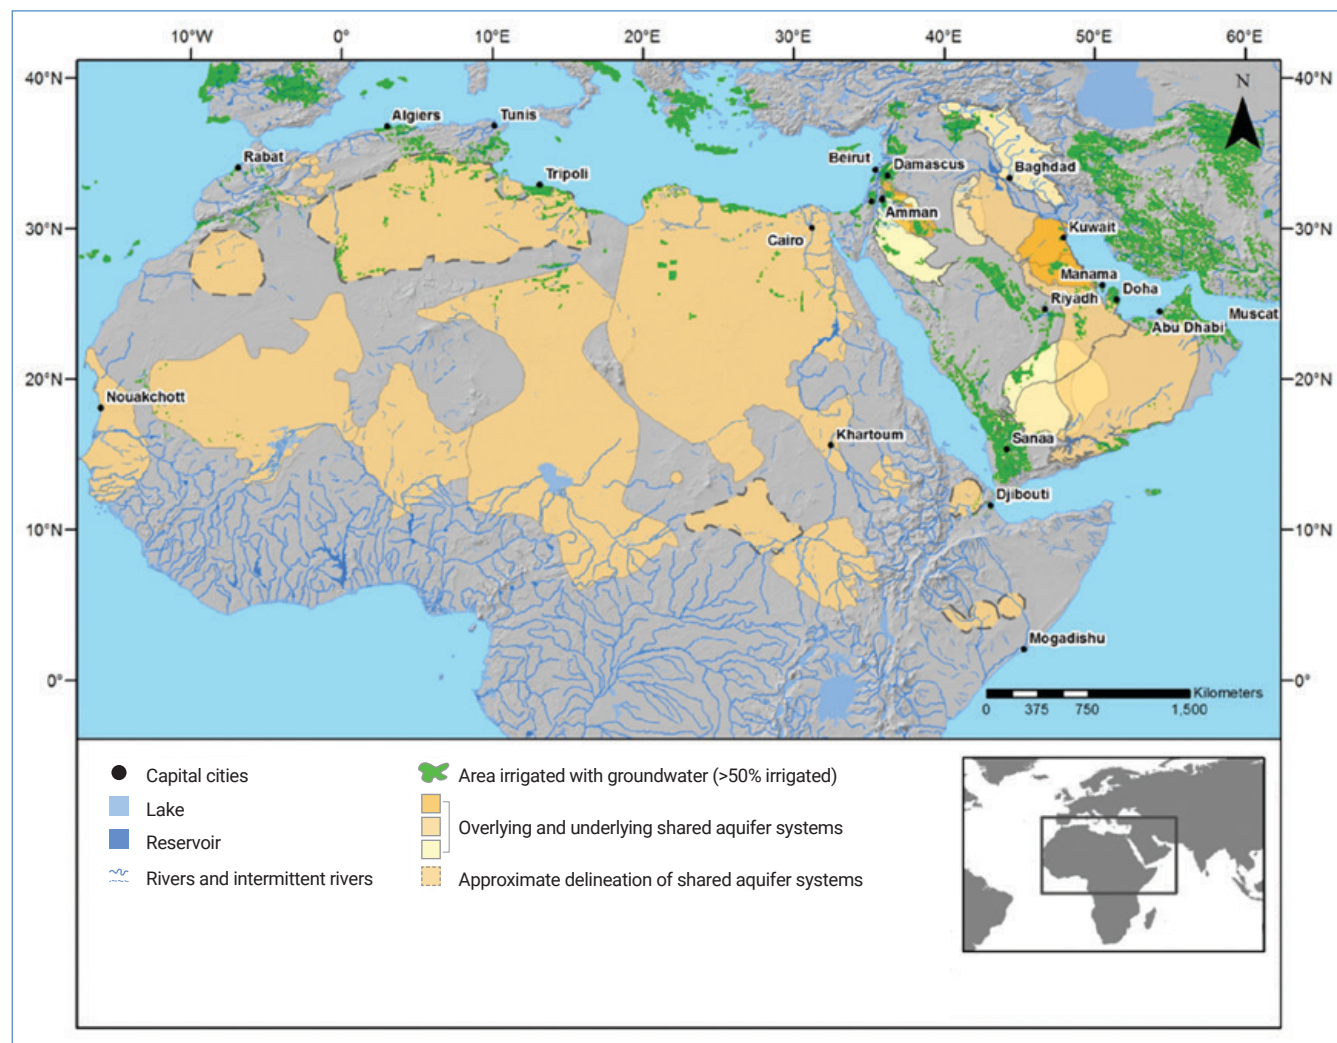 10°W 0° 10°E 20°E 30°E 40°E 50°E 60°E
40°N 40°N
N
Algiers Tunis
Rabat Beirut Damascus Baghdad
Tripoli
Amman
30°N Cairo Kuwait 30°N
Manama
Doha
Riyadh
Abu Dhabi Muscat
20°N 20°N
Nouakchott
Khartoum Sanaa
Djibouti
10°N 10°N
Mogadishu
0° 0°
Kilometers
0 375 750 1,500
Capital cities
Lake
Reservoir
Rivers and intermittent rivers
Area irrigated with groundwater (>50% irrigated)
Overlying and underlying shared aquifer systems
Approximate delineation of shared aquifer systems